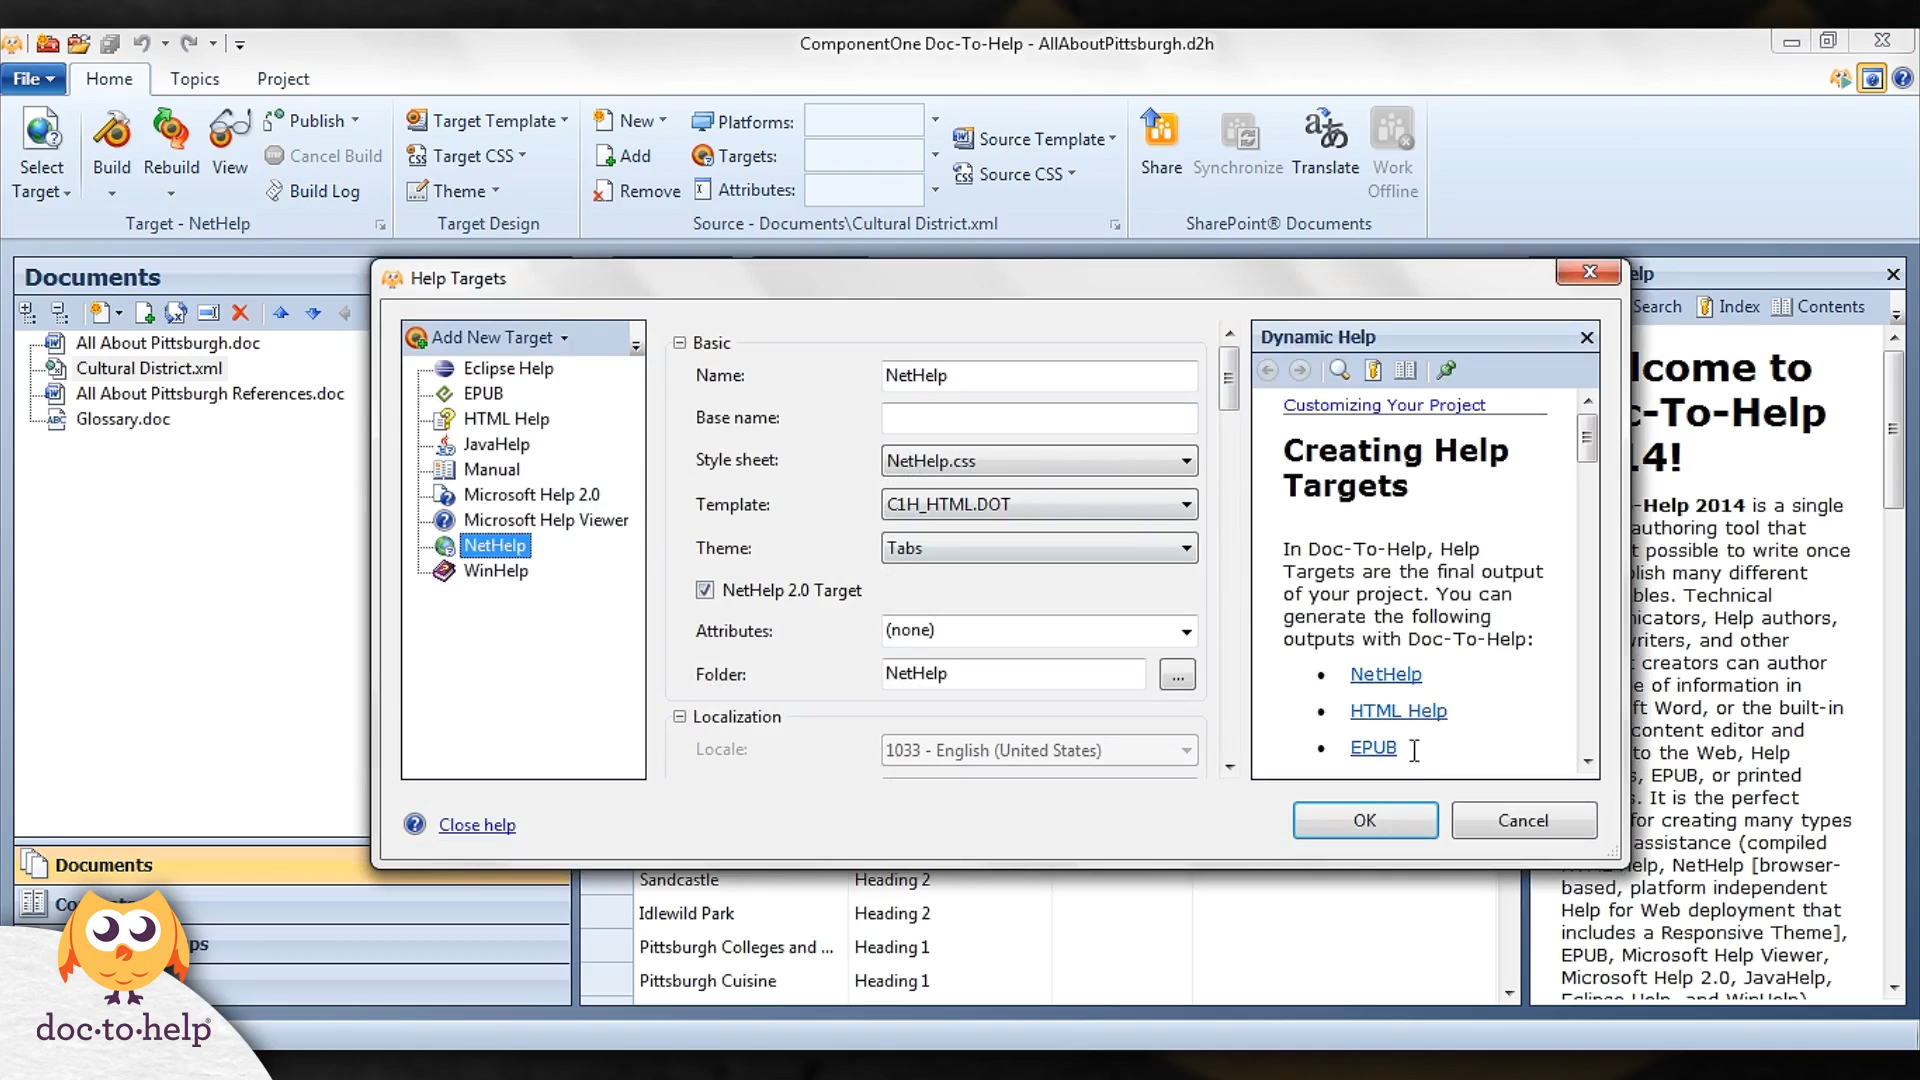 ComponentOne Doc-To-Help - AllAboutPittsburgh.d2h
File Home Topics Project
Select Target
Build
Rebuild
View
Publish
Cancel Build
Build Log
Target - NetHelp
Target Template
Target CSS
Theme
Target Design
New
Add
Remove
Platforms:
Targets:
Attributes:
Source Template
Source CSS
Source - Documents\Cultural District.xml
Share
Synchronize
Translate
Work Offline
SharePoint® Documents
Documents
All About Pittsburgh.doc
Cultural District.xml
All About Pittsburgh References.doc
Glossary.doc
Documents
Help Targets
Add New Target
Eclipse Help
EPUB
HTML Help
JavaHelp
Manual
Microsoft Help 2.0
Microsoft Help Viewer
NetHelp
WinHelp
Basic
Name: NetHelp
Base name:
Style sheet: NetHelp.css
Template: C1H_HTML.DOT
Theme: Tabs
NetHelp 2.0 Target
Attributes: (none)
Folder: NetHelp ...
Localization
Locale: 1033 - English (United States)
Dynamic Help
Customizing Your Project
Creating Help
Targets
In Doc-To-Help, Help
Targets are the final output
of your project. You can
generate the following
outputs with Doc-To-Help:
• NetHelp
• HTML Help
• EPUB
Close help
OK Cancel
Sandcastle Heading 2
Idlewild Park Heading 2
Pittsburgh Colleges and ... Heading 1
Pittsburgh Cuisine Heading 1
elp
Search Index Contents
lcome to
c-To-Help
.4!
-Help 2014 is a single
authoring tool that
t possible to write once
lish many different
bles. Technical
nicators, Help authors,
writers, and other
t creators can author
e of information in
ft Word, or the built-in
content editor and
to the Web, Help
s, EPUB, or printed
s. It is the perfect
for creating many types
assistance (compiled
Help, NetHelp [browser-
based, platform independent
Help for Web deployment that
includes a Responsive Theme],
EPUB, Microsoft Help Viewer,
Microsoft Help 2.0, JavaHelp,
Eclipse Help, and WinHelp)
doc·to·help®